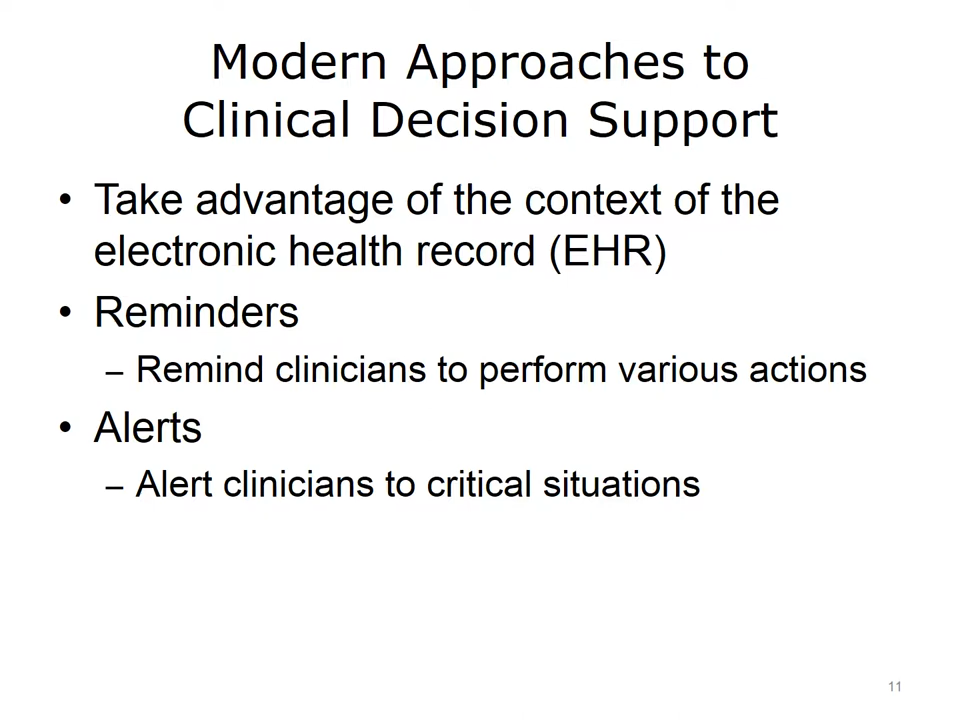 Modern Approaches to
Clinical Decision Support
• Take advantage of the context of the
electronic health record (EHR)
• Reminders
– Remind clinicians to perform various actions
• Alerts
– Alert clinicians to critical situations
11